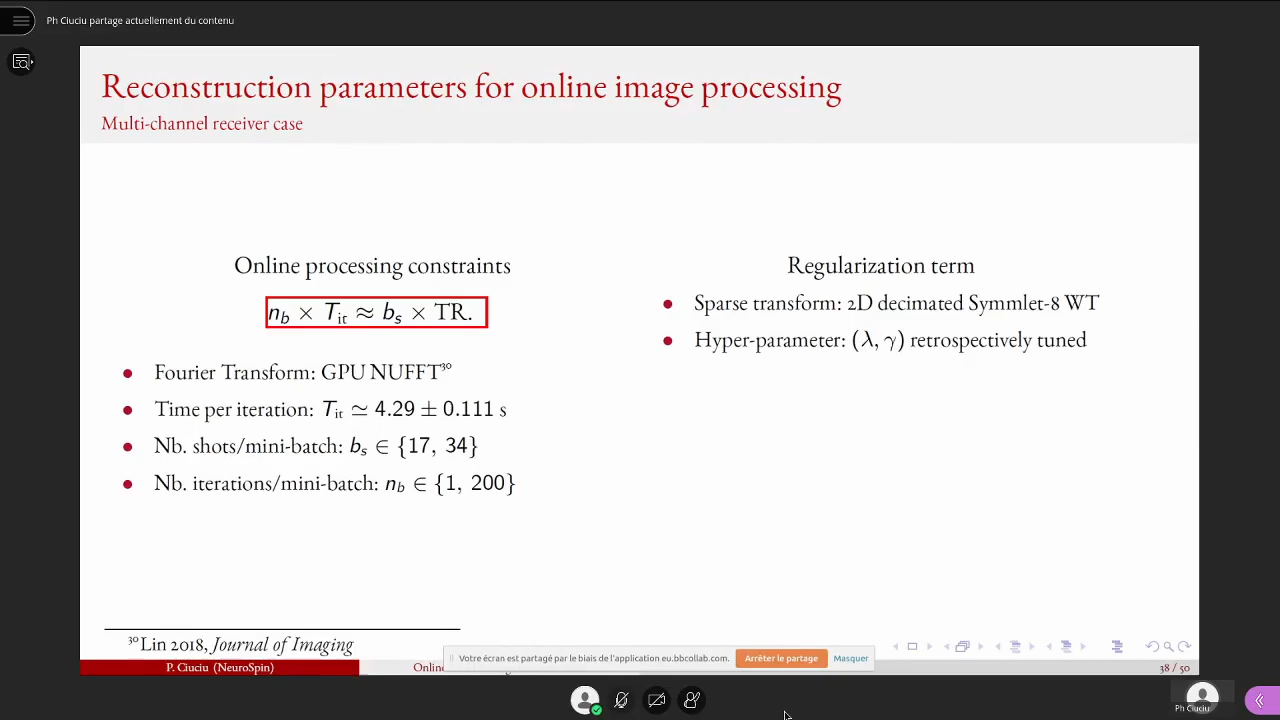 Ph Ciuciu partage actuellement du contenu
Reconstruction parameters for online image processing
Multi-channel receiver case
Online processing constraints
n_b × T_it ≈ b_s × TR.
• Fourier Transform: GPU NUFFT³⁰
• Time per iteration: T_it ≃ 4.29 ± 0.111 s
• Nb. shots/mini-batch: b_s ∈ {17, 34}
• Nb. iterations/mini-batch: n_b ∈ {1, 200}
Regularization term
• Sparse transform: 2D decimated Symmlet-8 WT
• Hyper-parameter: (λ, γ) retrospectively tuned
³⁰Lin 2018, Journal of Imaging
P. Ciuciu (NeuroSpin)
Votre écran est partagé par le biais de l'application eu.bbcollab.com.
Arrêter le partage
Masquer
38 / 50
Ph Ciuciu